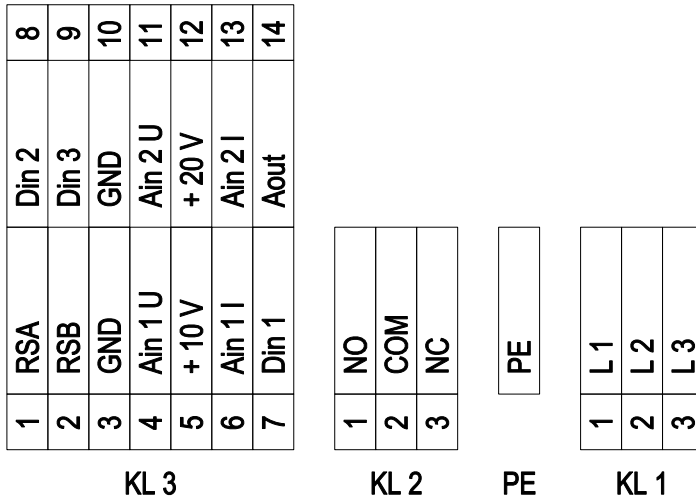 8 9 10 11 12 13 14
Din 2 Din 3 GND Ain 2 U + 20 V Ain 2 I Aout
RSA RSB GND Ain 1 U + 10 V Ain 1 I Din 1
NO COM NC
PE
L 1 L 2 L 3
1 2 3 4 5 6 7
1 2 3
1 2 3
KL 3 KL 2 PE KL 1